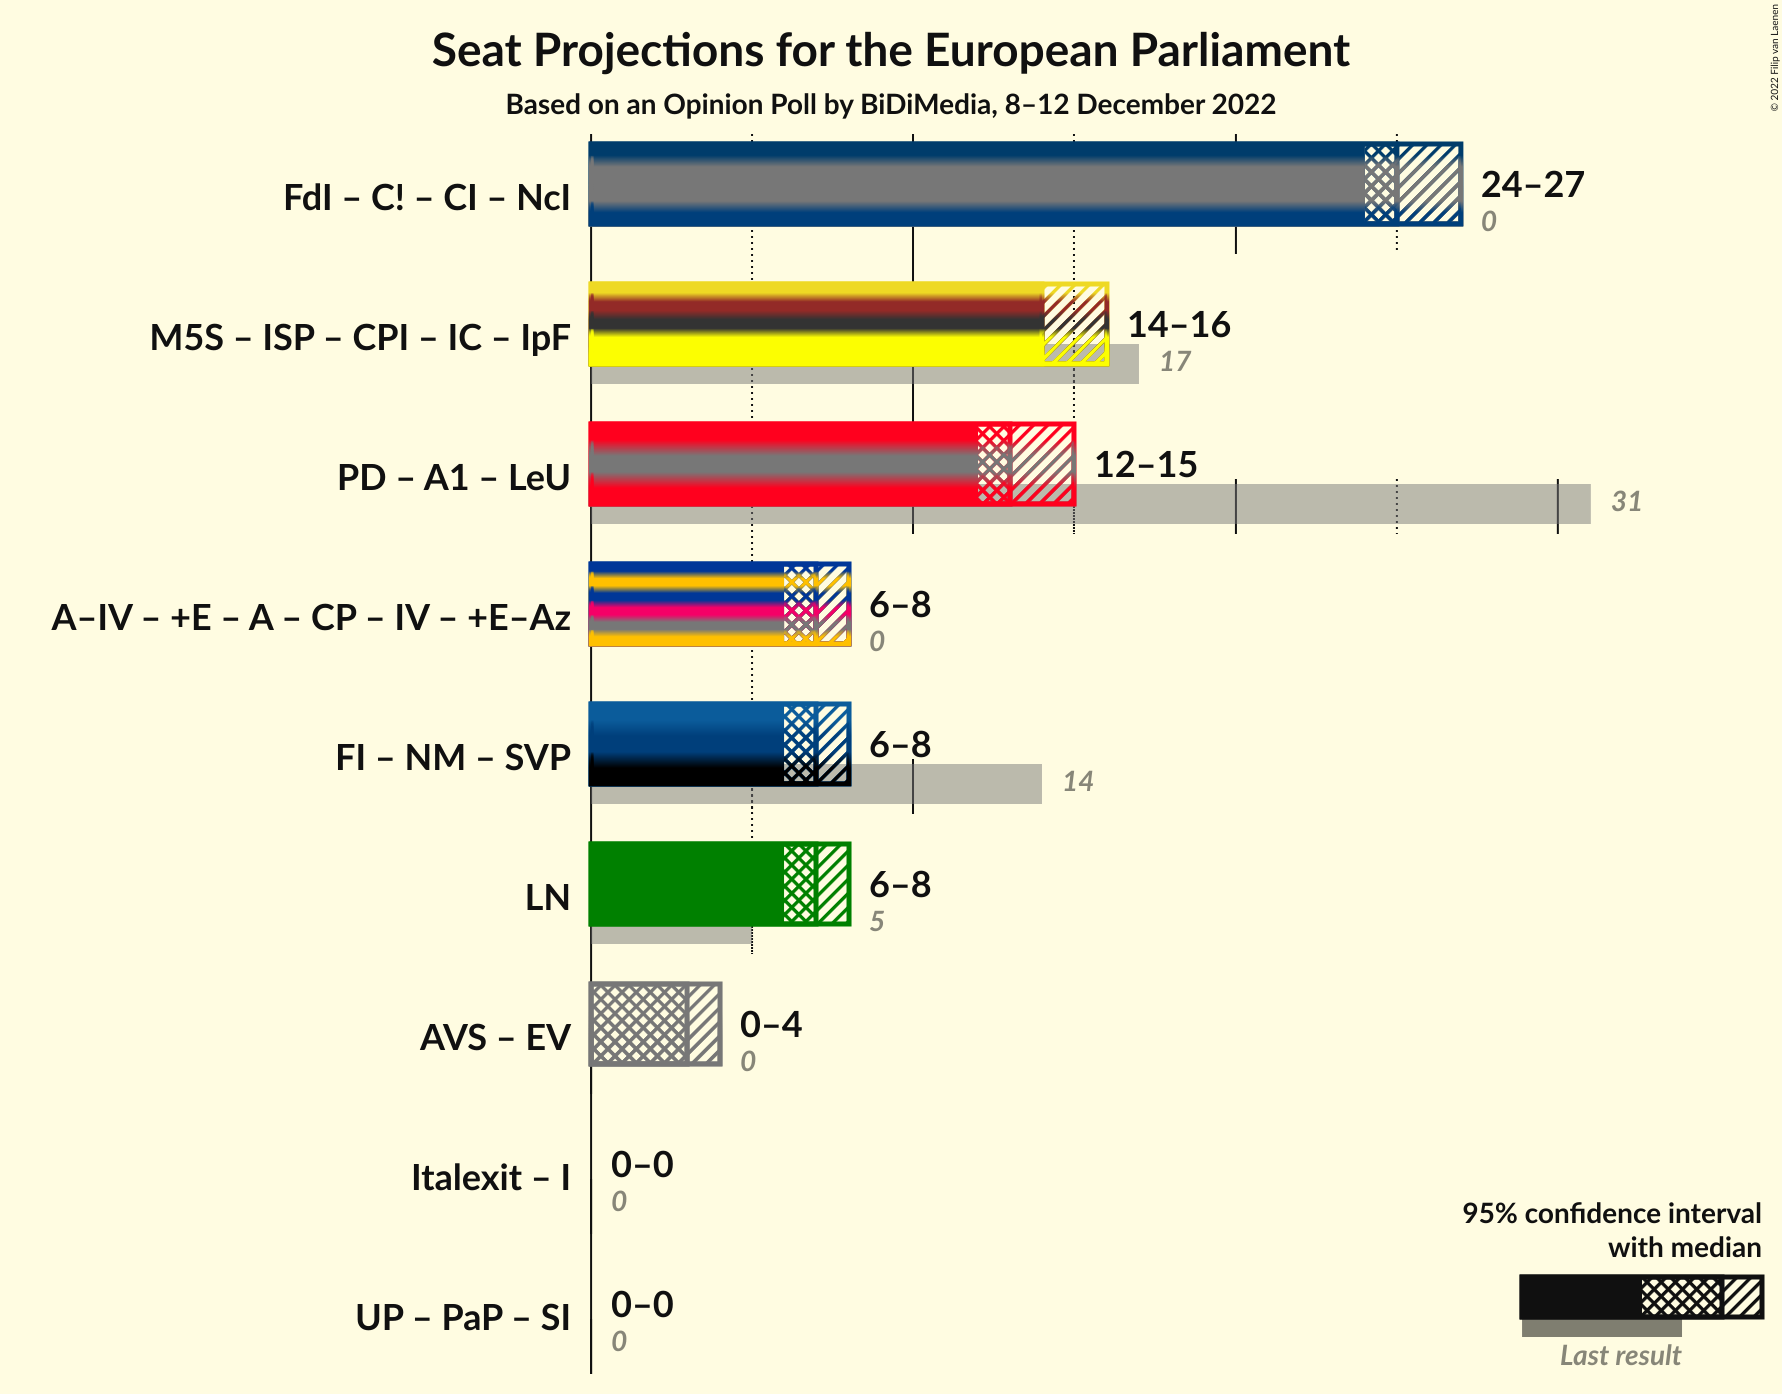 Seat Projections for the European Parliament
Based on an Opinion Poll by BiDiMedia, 8–12 December 2022
© 2022 Filip van Laenen
FdI – C! – CI – NcI
24–27
0
M5S – ISP – CPI – IC – IpF
14–16
17
PD – A1 – LeU
12–15
31
A–IV – +E – A – CP – IV – +E–Az
6–8
0
FI – NM – SVP
6–8
14
LN
6–8
5
AVS – EV
0–4
0
Italexit – I
0–0
0
UP – PaP – SI
0–0
0
95% confidence interval
with median
Last result